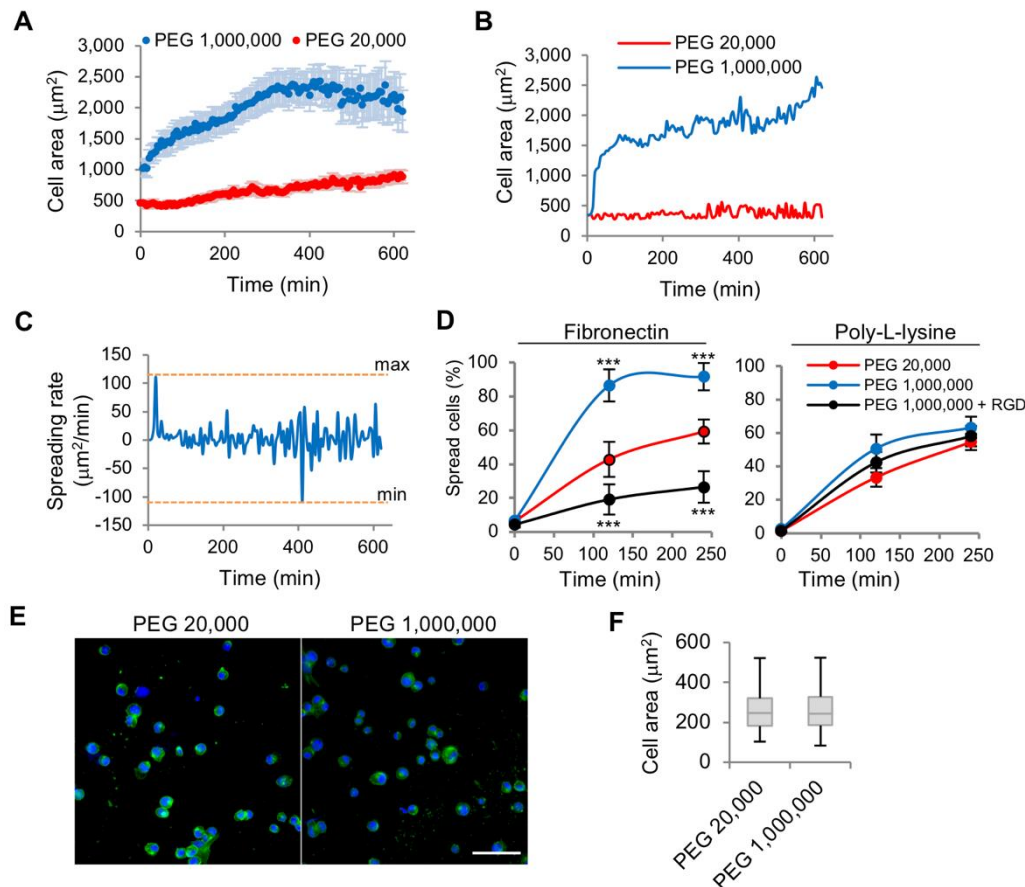 A
PEG 1,000,000
PEG 20,000
Cell area (μm²)
3,000
2,500
2,000
1,500
1,000
500
0
0
200
400
600
Time (min)
B
PEG 20,000
PEG 1,000,000
Cell area (μm²)
3,000
2,500
2,000
1,500
1,000
500
0
0
200
400
600
Time (min)
C
Spreading rate
(μm²/min)
150
100
50
0
-50
-100
-150
max
min
0
200
400
600
Time (min)
D
Fibronectin
Spread cells (%)
100
80
60
40
20
0
***
***
***
***
0
50
100
150
200
250
Time (min)
Poly-L-lysine
PEG 20,000
PEG 1,000,000
PEG 1,000,000 + RGD
100
80
60
40
20
0
0
50
100
150
200
250
Time (min)
E
PEG 20,000
PEG 1,000,000
F
Cell area (μm²)
600
400
200
0
PEG 20,000
PEG 1,000,000